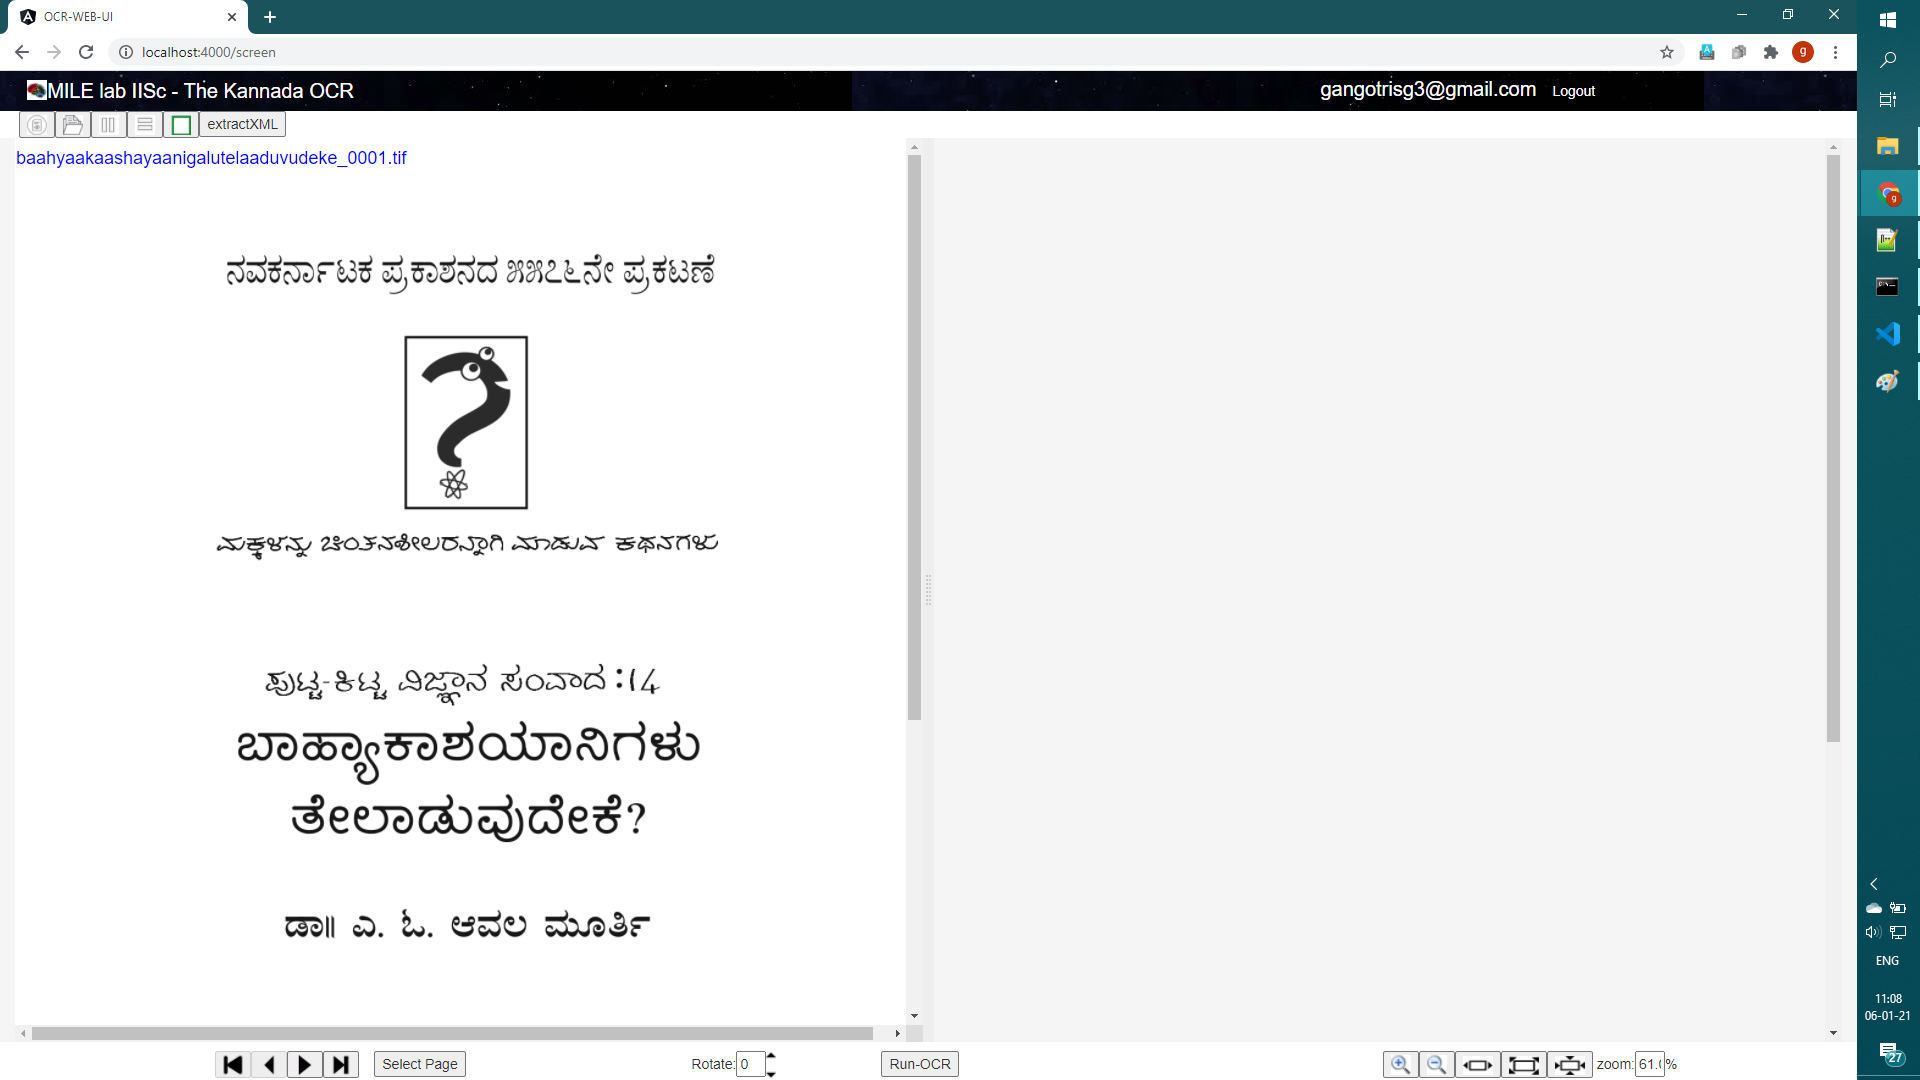 OCR-WEB-UI
localhost:4000/screen
g
MILE lab IISc - The Kannada OCR
gangotrisg3@gmail.com Logout
extractXML
baahyaakaashayaanigalutelaaduvudeke_0001.tif
ನವಕರ್ನಾಟಕ ಪ್ರಕಾಶನದ ೫೫೭೬ನೇ ಪ್ರಕಟಣೆ
ಮಕ್ಕಳನ್ನು ಚಿಂತನಶೀಲರನ್ನಾಗಿ ಮಾಡುವ ಕಥನಗಳು
ಪುಟ್ಟ-ಕಿಟ್ಟ ವಿಜ್ಞಾನ ಸಂವಾದ :14
ಬಾಹ್ಯಾಕಾಶಯಾನಿಗಳು
ತೇಲಾಡುವುದೇಕೆ?
ಡಾ॥ ಎ. ಓ. ಆವಲ ಮೂರ್ತಿ
Select Page
Rotate: 0
Run-OCR
zoom: 61.( %
ENG
11:08
06-01-21
27